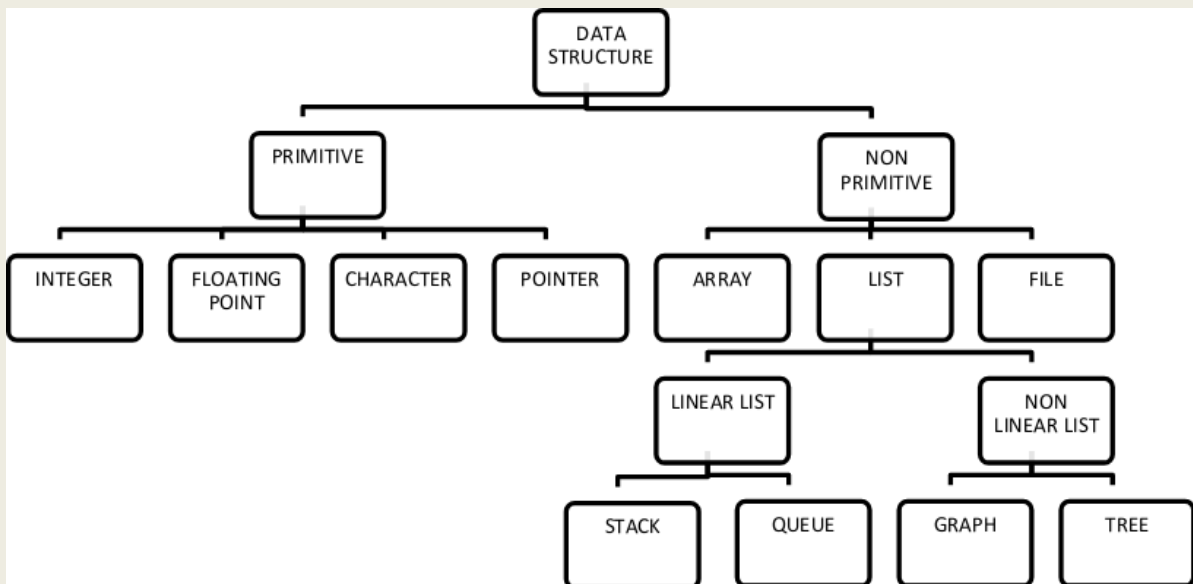 DATA
STRUCTURE
PRIMITIVE
NON
PRIMITIVE
INTEGER
FLOATING
POINT
CHARACTER
POINTER
ARRAY
LIST
FILE
LINEAR LIST
NON
LINEAR LIST
STACK
QUEUE
GRAPH
TREE